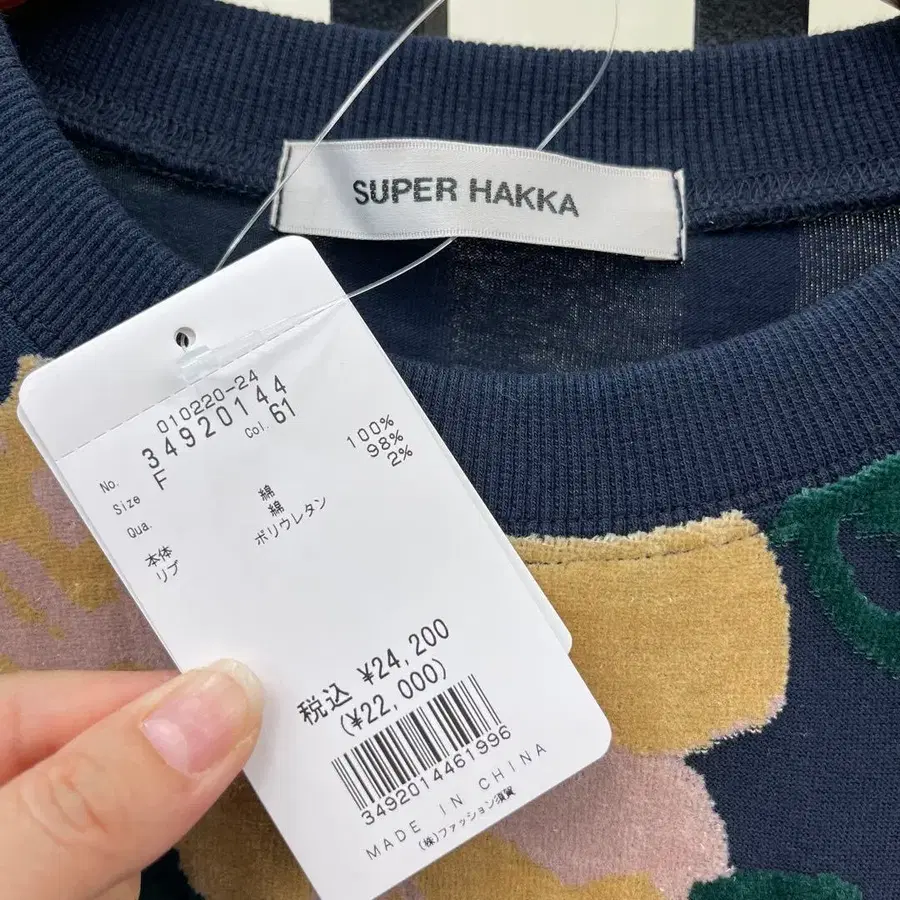 SUPER HAKKA
010220-24
No. 34920144
Size F Col. 61
Qua.
本体 綿 100%
リブ 綿 98%
ポリウレタン 2%
税込 ¥24,200
(¥22,000)
3492014461996
MADE IN CHINA
(株)ファッション須賀